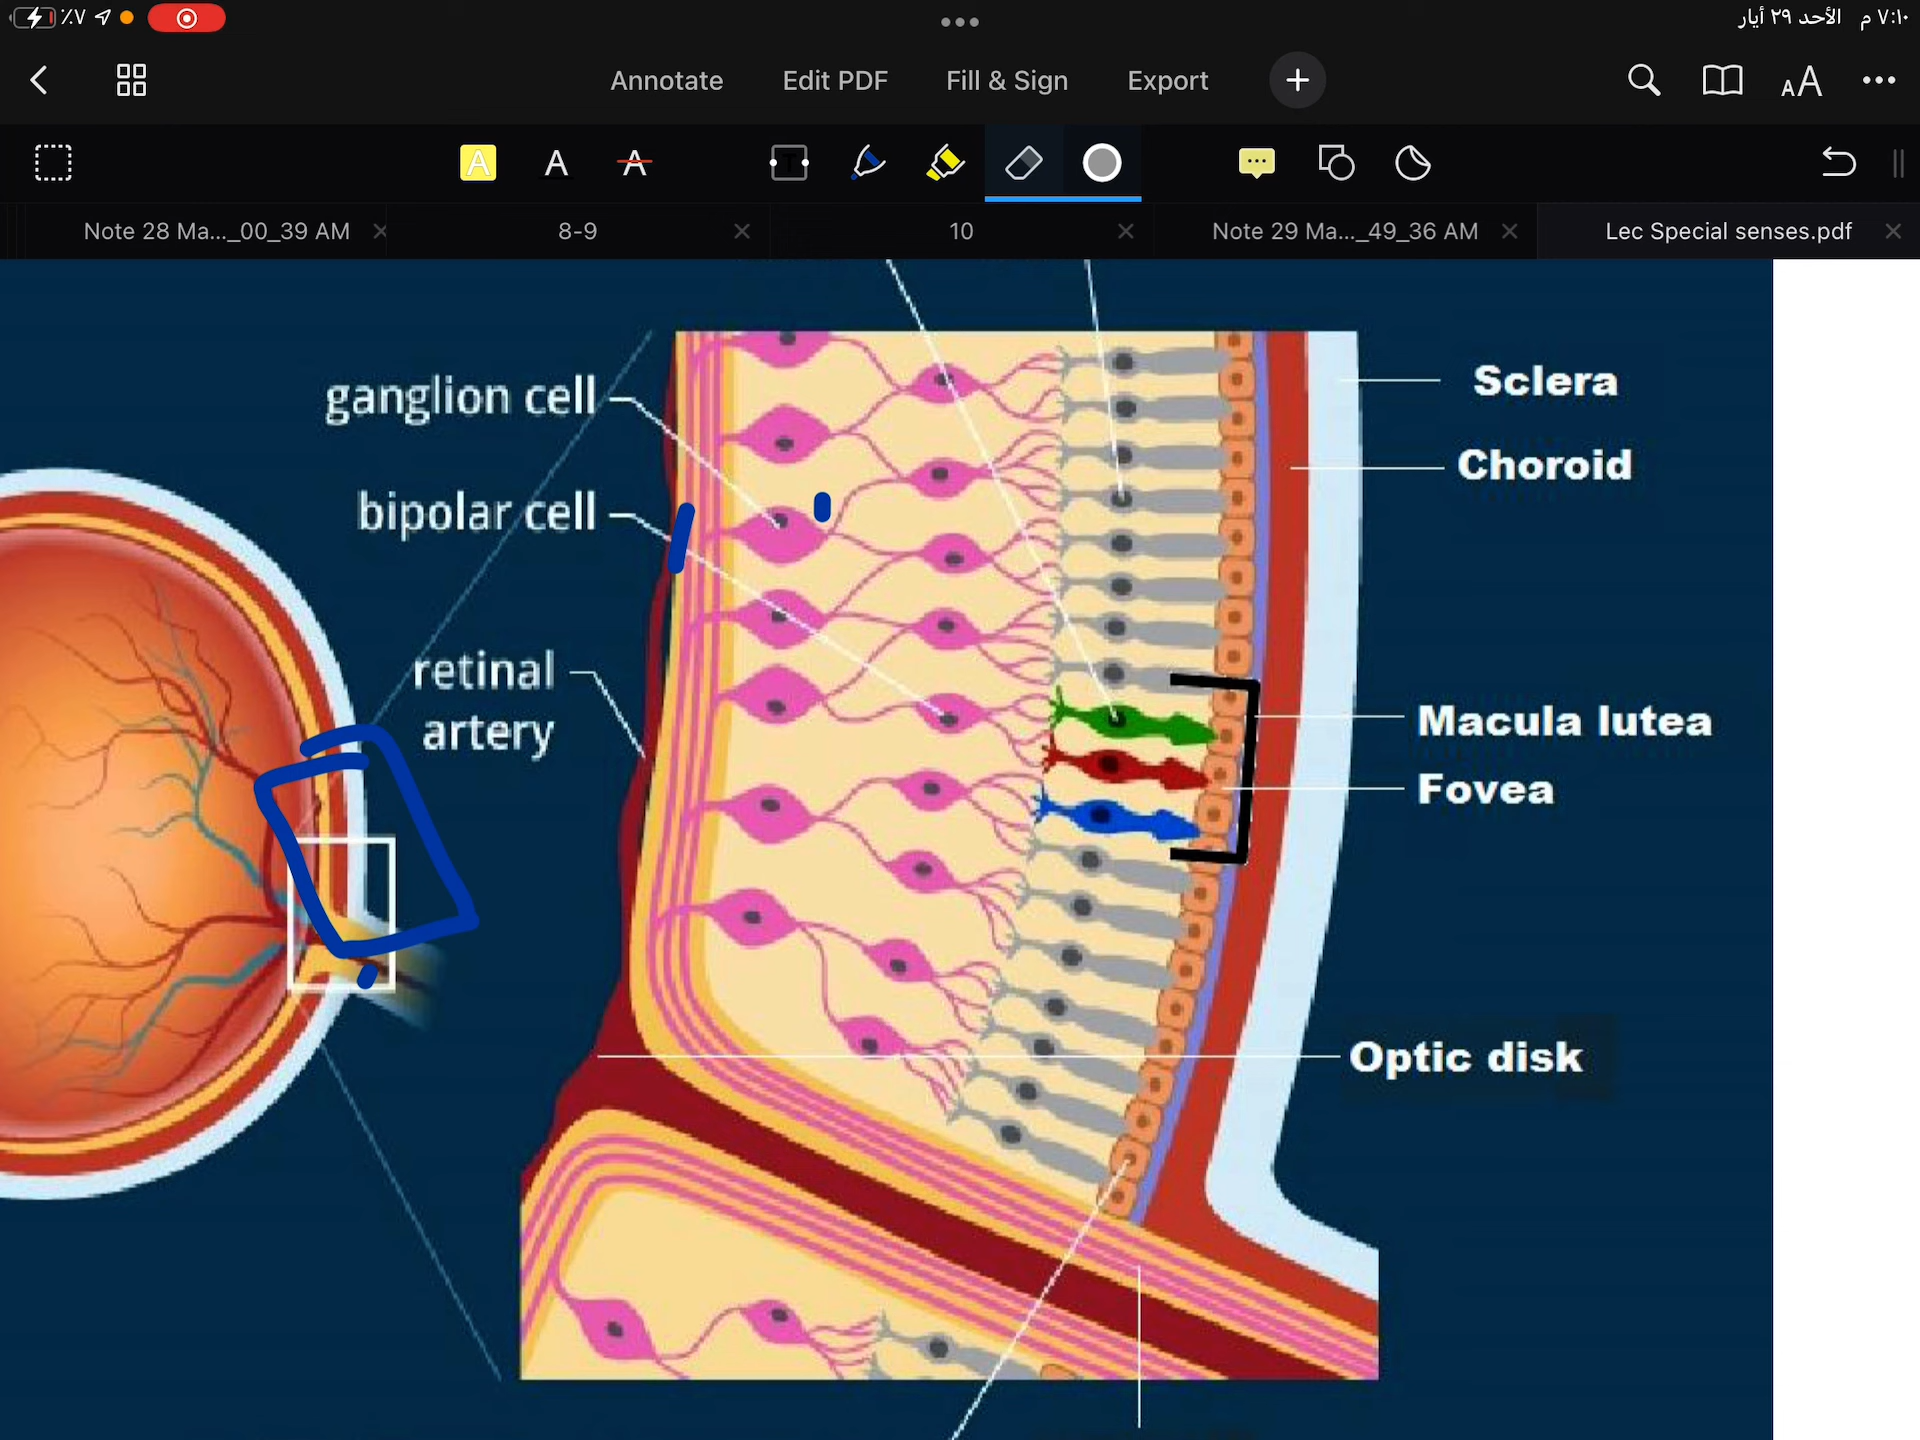 ٪٧
٧:١٠ م الأحد ٢٩ أيار
Annotate Edit PDF Fill & Sign Export
AA
A A A T
Note 28 Ma..._00_39 AM 8-9 10 Note 29 Ma..._49_36 AM Lec Special senses.pdf
ganglion cell
Sclera
Choroid
bipolar cell
retinal
artery
Macula lutea
Fovea
Optic disk